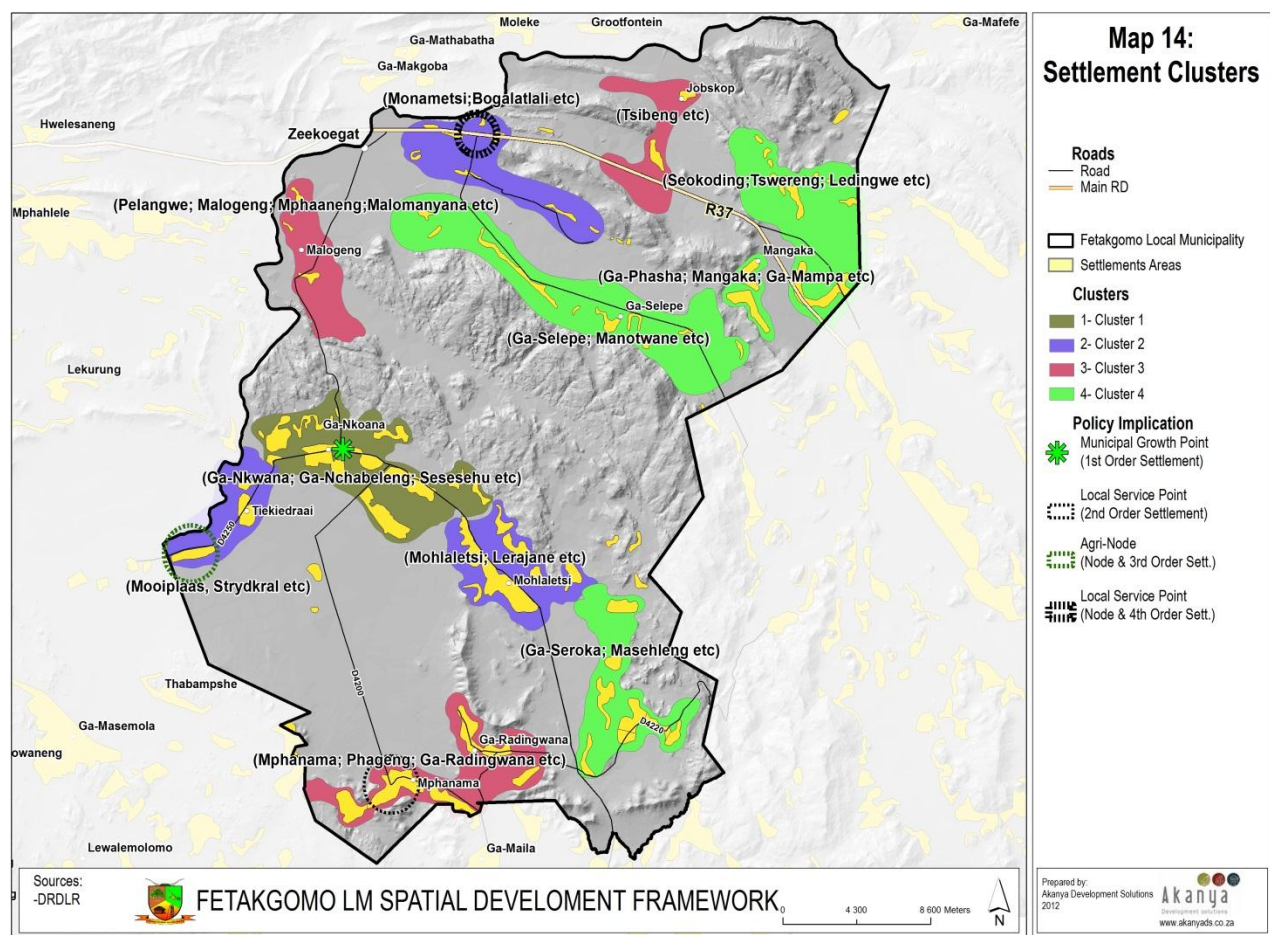 Moleke
Grootfontein
Ga-Mafefe
Ga-Mathabatha
Ga-Makgoba
Jobskop
(Monametsi;Bogalatlali etc)
(Tsibeng etc)
Hwelesaneng
Zeekoegat
(Seokoding;Tswereng; Ledingwe etc)
(Pelangwe; Malogeng; Mphaaneng;Malomanyana etc)
Mphahlele
R37
Malogeng
Mangaka
(Ga-Phasha; Mangaka; Ga-Mampa etc)
Ga-Selepe
(Ga-Selepe; Manotwane etc)
Lekurung
Ga-Nkoana
(Ga-Nkwana; Ga-Nchabeleng; Sesesehu etc)
Tiekiedraai
D4250
(Mohlaletsi; Lerajane etc)
Mohlaletsi
(Mooiplaas, Strydkral etc)
(Ga-Seroka; Masehleng etc)
D4200
Thabampshe
Ga-Masemola
D4220
owaneng
Ga-Radingwana
(Mphanama; Phageng; Ga-Radingwana etc)
Mphanama
Lewalemolomo
Ga-Maila
Map 14:
Settlement Clusters
Roads
Road
Main RD
Fetakgomo Local Municipality
Settlements Areas
Clusters
1- Cluster 1
2- Cluster 2
3- Cluster 3
4- Cluster 4
Policy Implication
Municipal Growth Point
(1st Order Settlement)
Local Service Point
(2nd Order Settlement)
Agri-Node
(Node & 3rd Order Sett.)
Local Service Point
(Node & 4th Order Sett.)
Sources:
-DRDLR
FETAKGOMO LM SPATIAL DEVELOMENT FRAMEWORK
0 4 300 8 600 Meters
N
Prepared by:
Akanya Development Solutions
2012
Akanya
Development solutions
www.akanyads.co.za